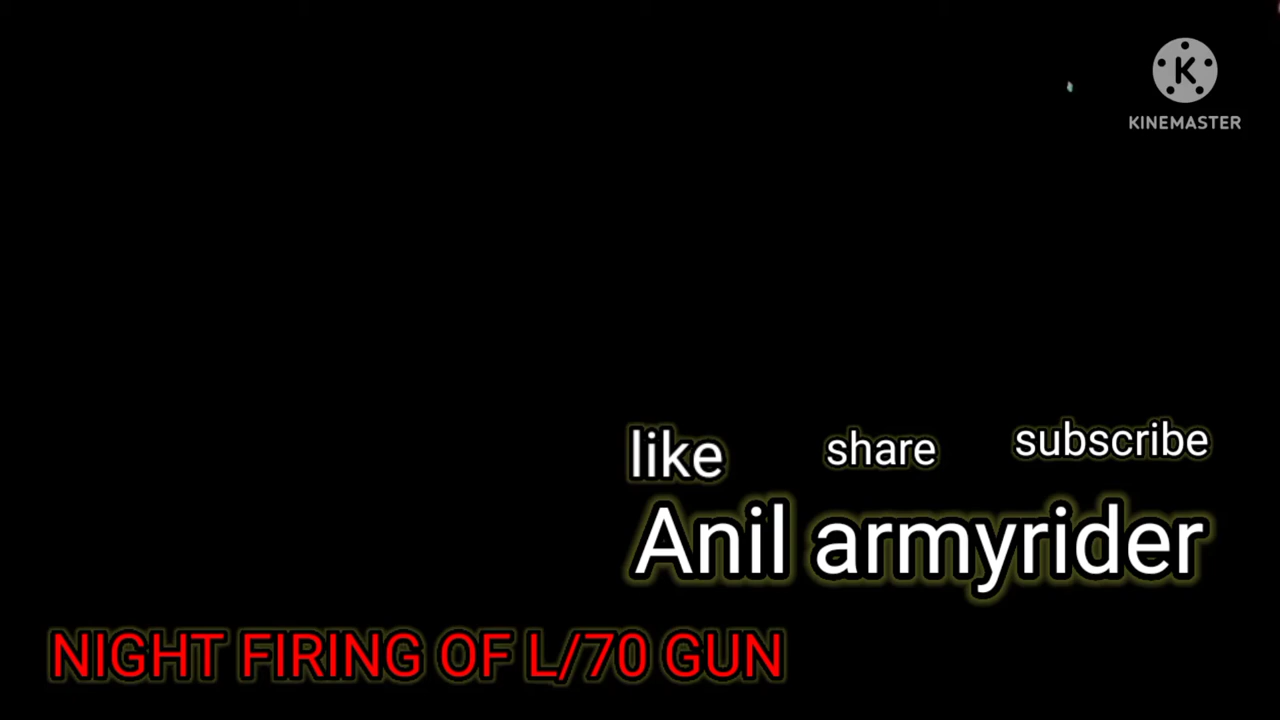 K
KINEMASTER
like share subscribe
Anil armyrider
NIGHT FIRING OF L/70 GUN